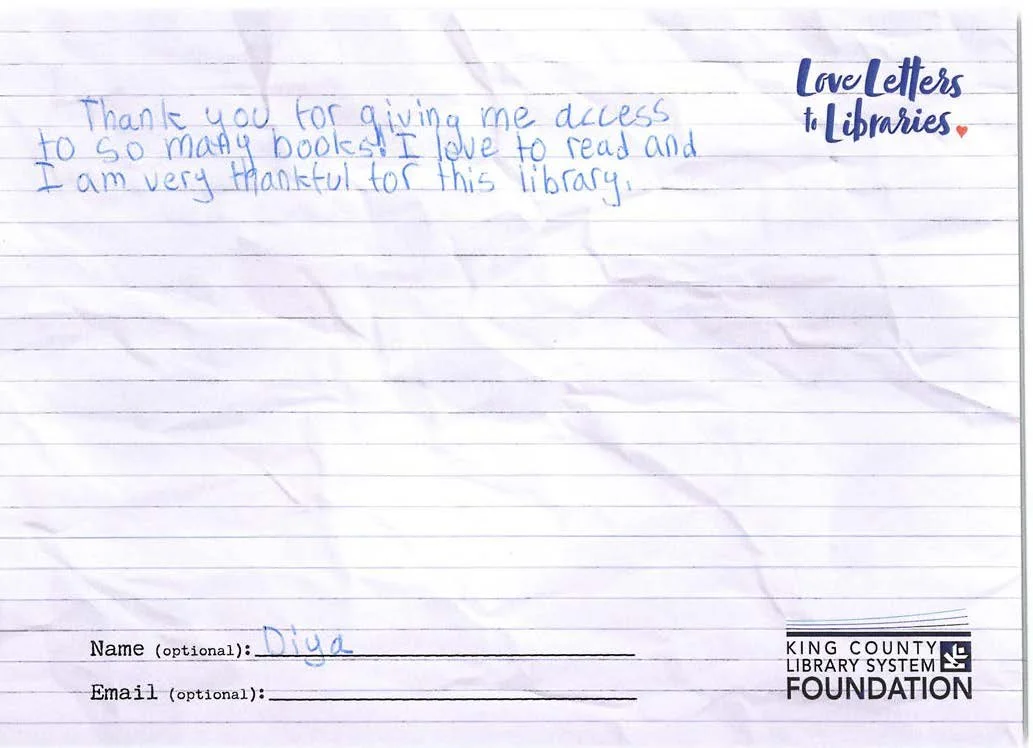 Love Letters
to Libraries
Thank you for giving me access
to so many books! I love to read and
I am very thankful for this library.
Name (optional): Diya
Email (optional):
KING COUNTY
LIBRARY SYSTEM
FOUNDATION